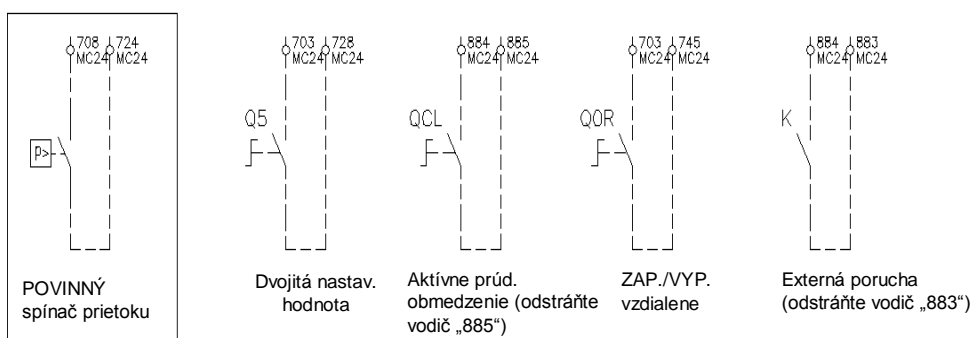 708 724
MC24 MC24
703 728
MC24 MC24
884 885
MC24 MC24
703 745
MC24 MC24
884 883
MC24 MC24
P>
Q5
QCL
Q0R
K
POVINNÝ
spínač prietoku
Dvojitá nastav.
hodnota
Aktívne prúd.
obmedzenie (odstráňte
vodič „885“)
ZAP./VYP.
vzdialene
Externá porucha
(odstráňte vodič „883“)